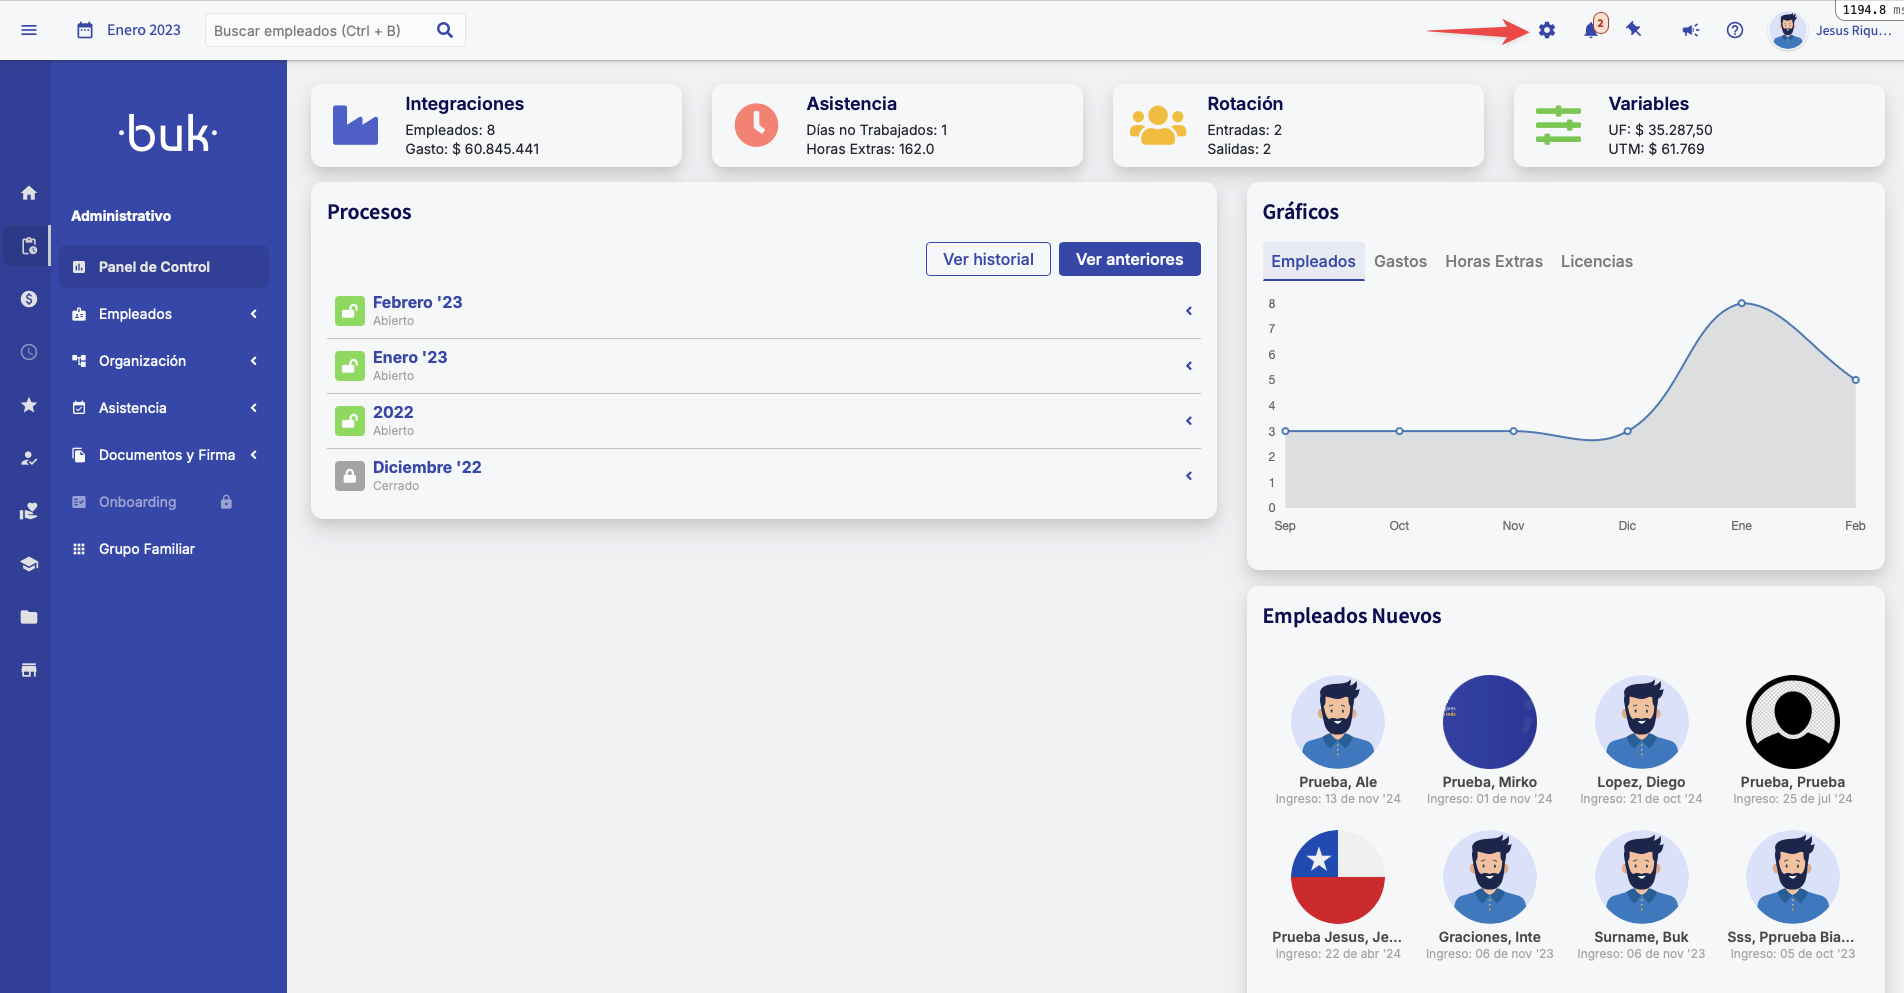 Enero 2023
Buscar empleados (Ctrl + B)
2
1194.8 ms
Jesus Riqu...
·buk·
Administrativo
Panel de Control
Empleados
Organización
Asistencia
Documentos y Firma
Onboarding
Grupo Familiar
Integraciones
Empleados: 8
Gasto: $ 60.845.441
Asistencia
Días no Trabajados: 1
Horas Extras: 162.0
Rotación
Entradas: 2
Salidas: 2
Variables
UF: $ 35.287,50
UTM: $ 61.769
Procesos
Ver historial
Ver anteriores
Febrero '23
Abierto
Enero '23
Abierto
2022
Abierto
Diciembre '22
Cerrado
Gráficos
Empleados Gastos Horas Extras Licencias
8
7
6
5
4
3
2
1
0
Sep Oct Nov Dic Ene Feb
Empleados Nuevos
Prueba, Ale
Ingreso: 13 de nov '24
Prueba, Mirko
Ingreso: 01 de nov '24
Lopez, Diego
Ingreso: 21 de oct '24
Prueba, Prueba
Ingreso: 25 de jul '24
Prueba Jesus, Je...
Ingreso: 22 de abr '24
Graciones, Inte
Ingreso: 06 de nov '23
Surname, Buk
Ingreso: 06 de nov '23
Sss, Pprueba Bia...
Ingreso: 05 de oct '23